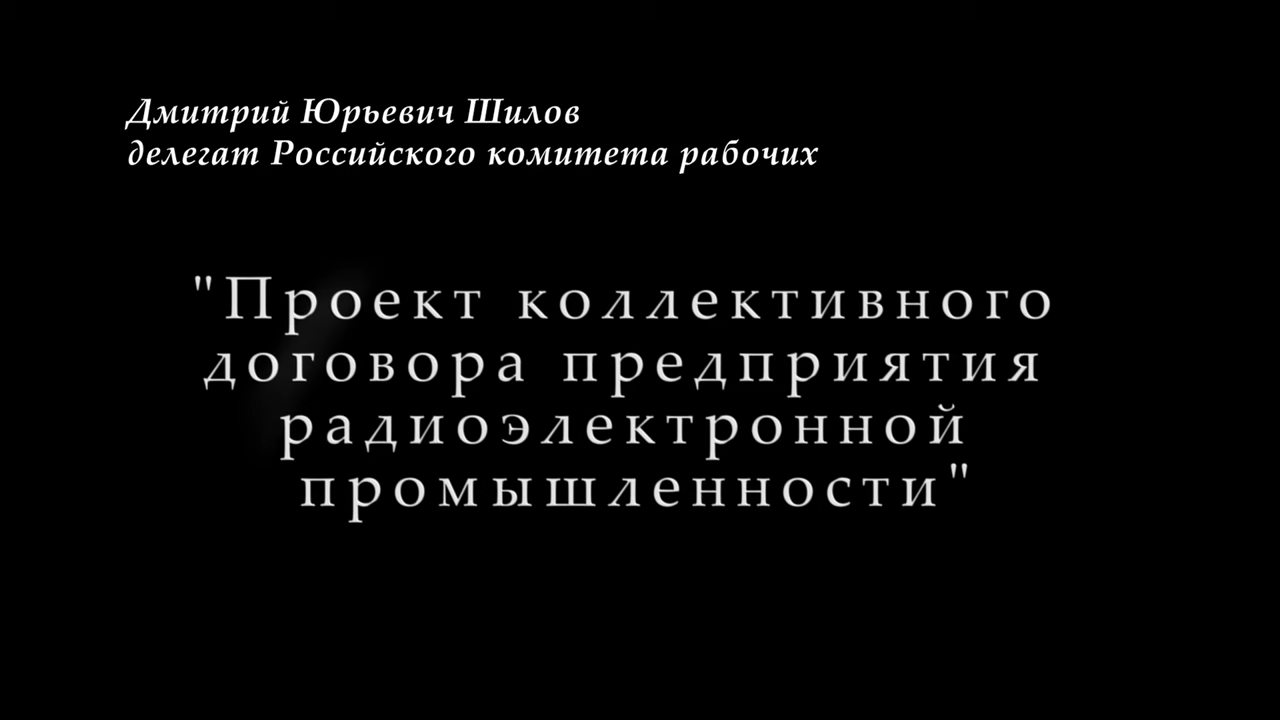 Дмитрий Юрьевич Шилов
делегат Российского комитета рабочих
"Проект коллективного
договора предприятия
радиоэлектронной
промышленности"